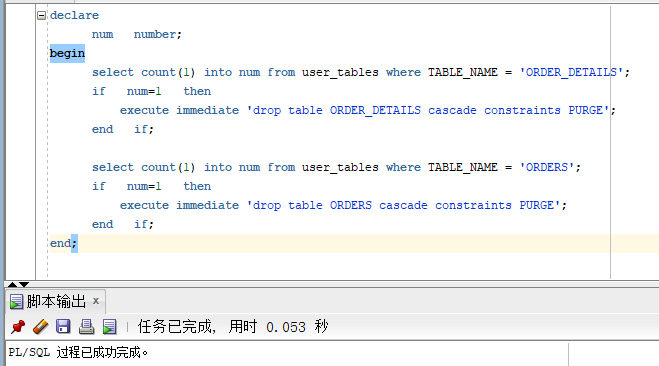 declare
num number;
begin
select count(1) into num from user_tables where TABLE_NAME = 'ORDER_DETAILS';
if num=1 then
execute immediate 'drop table ORDER_DETAILS cascade constraints PURGE';
end if;
select count(1) into num from user_tables where TABLE_NAME = 'ORDERS';
if num=1 then
execute immediate 'drop table ORDERS cascade constraints PURGE';
end if;
end;
脚本输出 x
任务已完成, 用时 0.053 秒
PL/SQL 过程已成功完成。